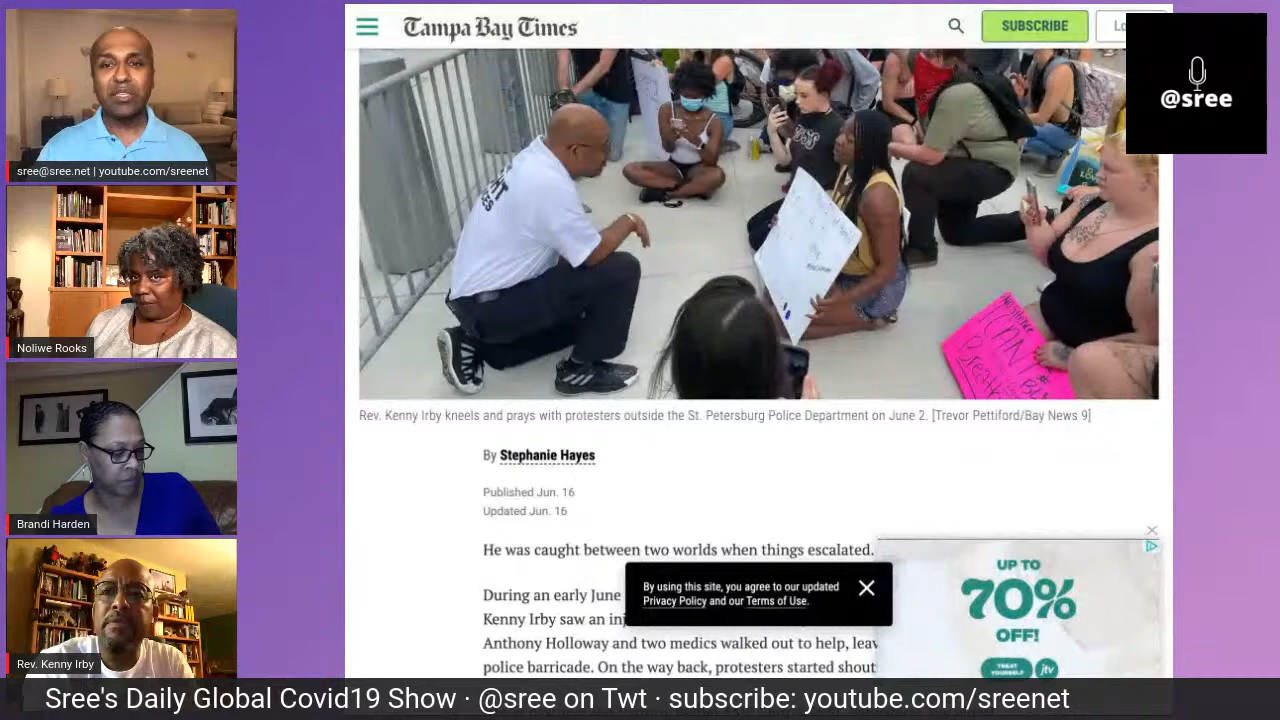 sree@sree.net | youtube.com/sreenet
Noliwe Rooks
Brandi Harden
Rev. Kenny Irby
Tampa Bay Times
SUBSCRIBE
@sree
I CAN'T
Rev. Kenny Irby kneels and prays with protesters outside the St. Petersburg Police Department on June 2. [Trevor Pettiford/Bay News 9]
By Stephanie Hayes
Published Jun. 16
Updated Jun. 16
He was caught between two worlds when things escalated.
During an early June
Kenny Irby saw an
Anthony Holloway and two medics walked out to help,
police barricade. On the way back, protesters started
By using this site, you agree to our updated
Privacy Policy and our Terms of Use.
UP TO
70%
OFF!
TREAT
YOURSELF
jtv
Sree's Daily Global Covid19 Show · @sree on Twt · subscribe: youtube.com/sreenet